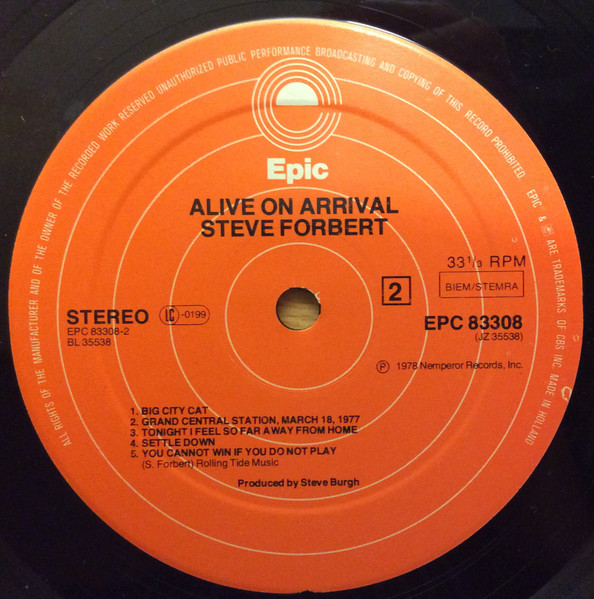 ALL RIGHTS OF THE MANUFACTURER AND OF THE OWNER OF THE RECORDED WORK RESERVED UNAUTHORIZED PUBLIC PERFORMANCE BROADCASTING AND COPYING OF THIS RECORD PROHIBITED. EPIC & ARE TRADEMARKS OF CBS INC. MADE IN HOLLAND
Epic
ALIVE ON ARRIVAL
STEVE FORBERT
33 1/3 RPM
2
BIEM/STEMRA
STEREO LC -0199
EPC 83308-2
BL 35538
EPC 83308
(JZ 35538)
℗ 1978 Nemperor Records, Inc.
1. BIG CITY CAT
2. GRAND CENTRAL STATION, MARCH 18, 1977
3. TONIGHT I FEEL SO FAR AWAY FROM HOME
4. SETTLE DOWN
5. YOU CANNOT WIN IF YOU DO NOT PLAY
(S. Forbert) Rolling Tide Music
Produced by Steve Burgh